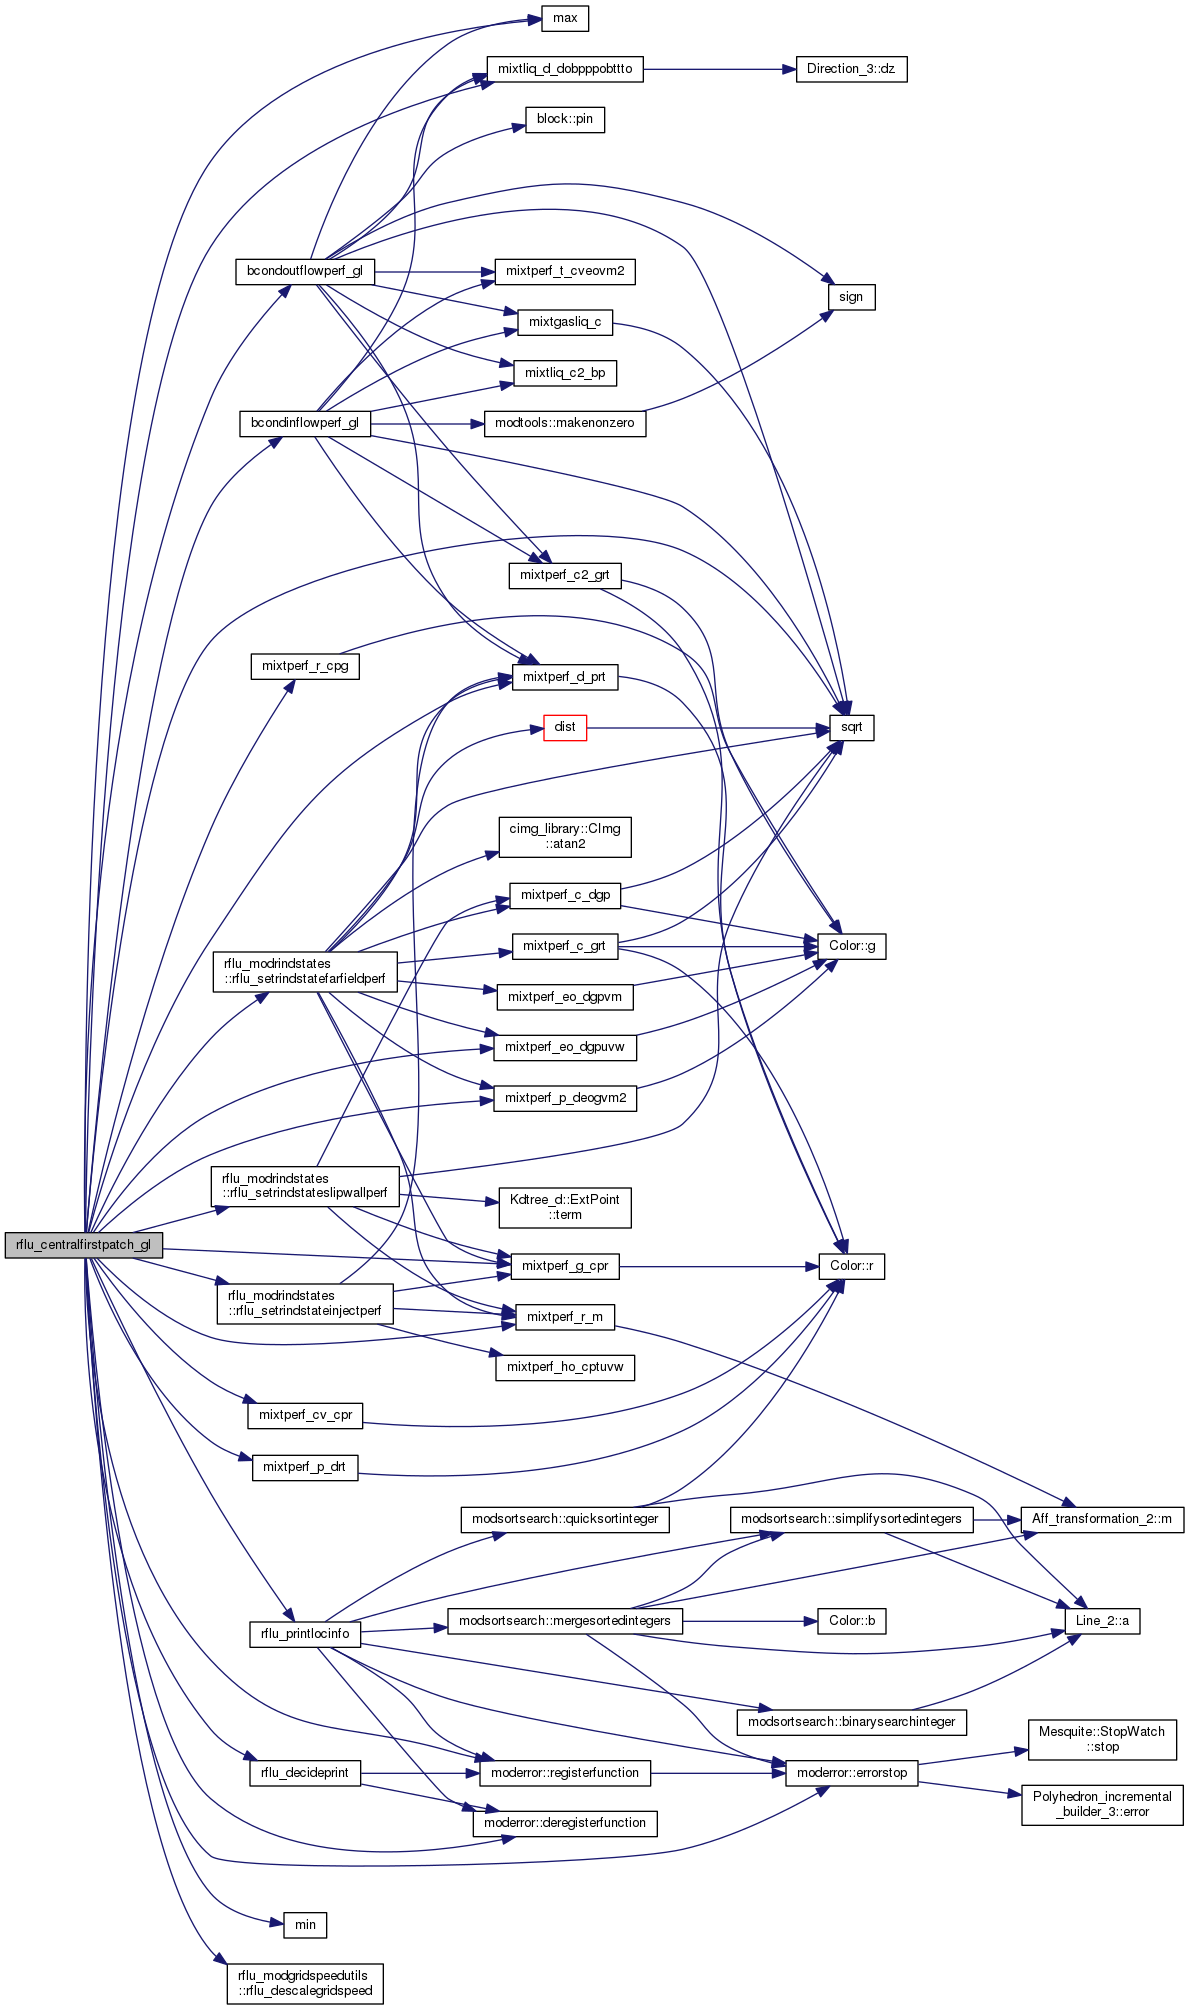 max
mixtliq_d_dobpppobttto
Direction_3::dz
block::pin
bcondoutflowperf_gl
mixtperf_t_cveovm2
sign
mixtgasliq_c
mixtliq_c2_bp
bcondinflowperf_gl
modtools::makenonzero
mixtperf_c2_grt
mixtperf_r_cpg
mixtperf_d_prt
dist
sqrt
cimg_library::CImg
::atan2
mixtperf_c_dgp
mixtperf_c_grt
Color::g
rflu_modrindstates
::rflu_setrindstatefarfieldperf
mixtperf_eo_dgpvm
mixtperf_eo_dgpuvw
mixtperf_p_deogvm2
rflu_modrindstates
::rflu_setrindstateslipwallperf
Kdtree_d::ExtPoint
::term
rflu_centralfirstpatch_gl
mixtperf_g_cpr
Color::r
rflu_modrindstates
::rflu_setrindstateinjectperf
mixtperf_r_m
mixtperf_ho_cptuvw
mixtperf_cv_cpr
mixtperf_p_drt
modsortsearch::quicksortinteger
modsortsearch::simplifysortedintegers
Aff_transformation_2::m
rflu_printlocinfo
modsortsearch::mergesortedintegers
Color::b
Line_2::a
modsortsearch::binarysearchinteger
Mesquite::StopWatch
::stop
rflu_decideprint
moderror::registerfunction
moderror::errorstop
Polyhedron_incremental
_builder_3::error
moderror::deregisterfunction
min
rflu_modgridspeedutils
::rflu_descalegridspeed